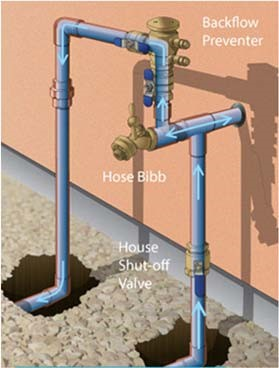 Backflow
Preventer
Hose Bibb
House
Shut-off
Valve